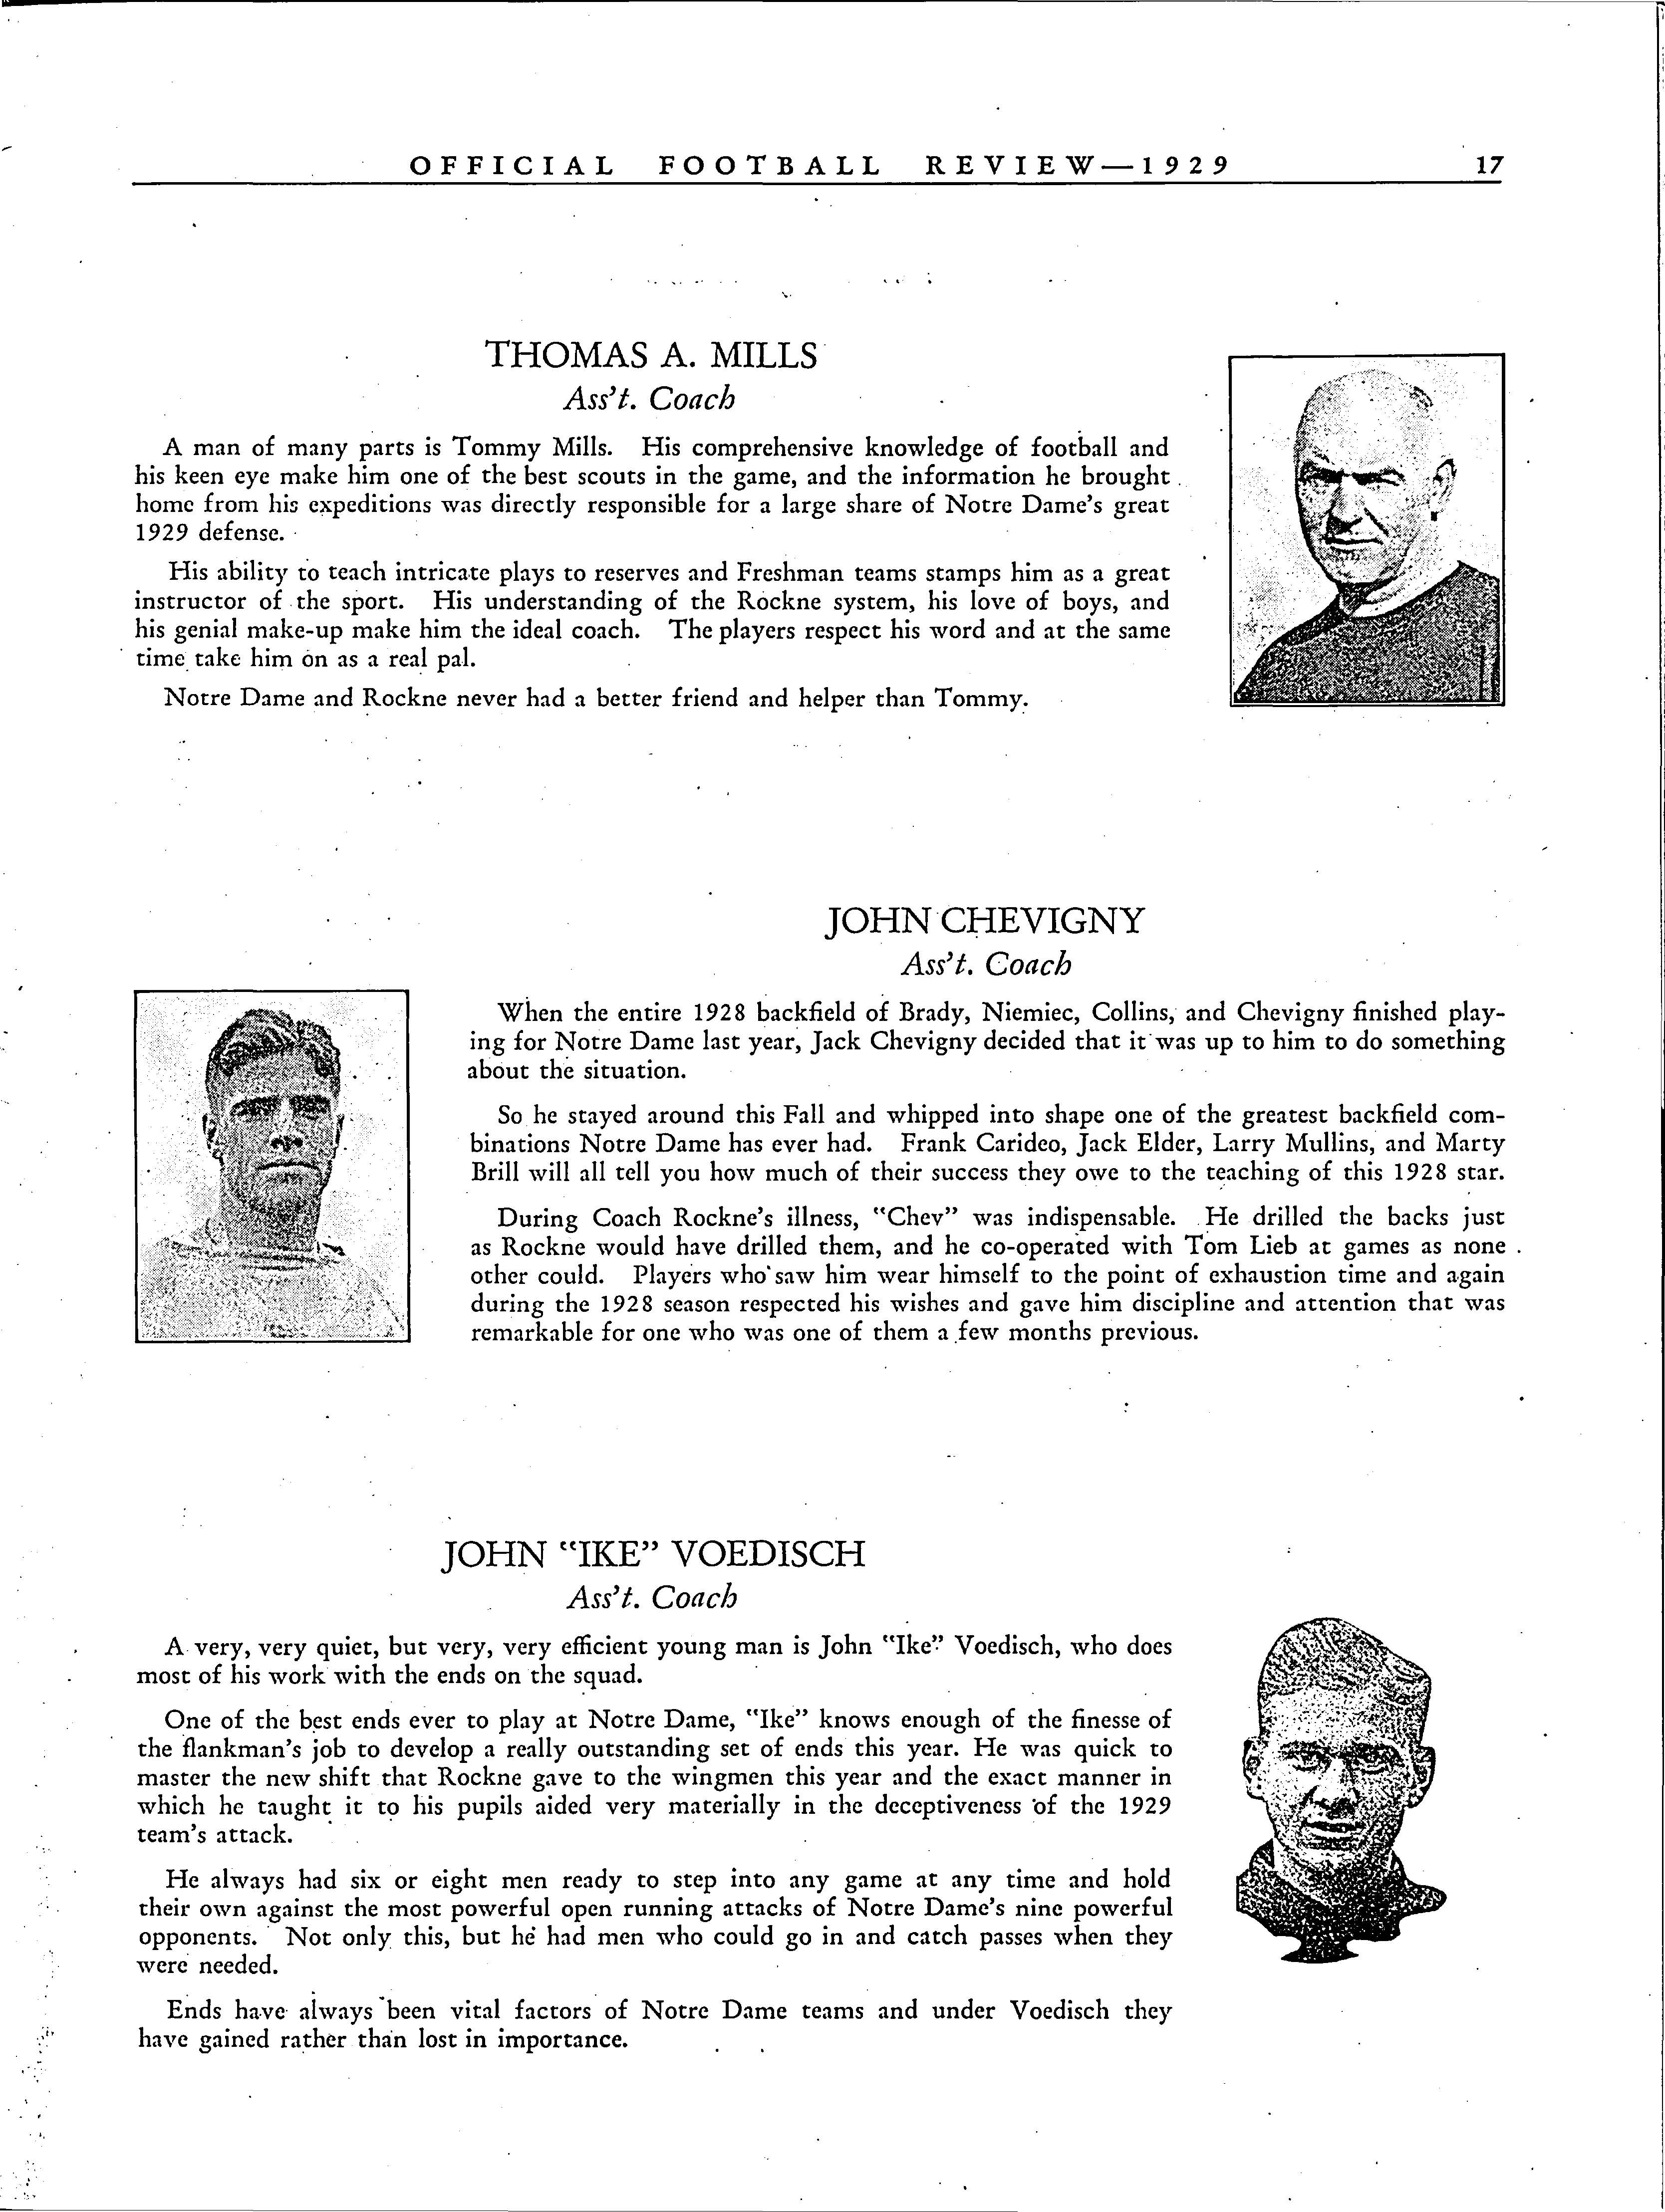 OFFICIAL FOOTBALL REVIEW—1929 17
THOMAS A. MILLS
Ass't. Coach
A man of many parts is Tommy Mills. His comprehensive knowledge of football and
his keen eye make him one of the best scouts in the game, and the information he brought
home from his expeditions was directly responsible for a large share of Notre Dame's great
1929 defense.
His ability to teach intricate plays to reserves and Freshman teams stamps him as a great
instructor of the sport. His understanding of the Rockne system, his love of boys, and
his genial make-up make him the ideal coach. The players respect his word and at the same
time take him on as a real pal.
Notre Dame and Rockne never had a better friend and helper than Tommy.
JOHN CHEVIGNY
Ass't. Coach
When the entire 1928 backfield of Brady, Niemiec, Collins, and Chevigny finished play-
ing for Notre Dame last year, Jack Chevigny decided that it was up to him to do something
about the situation.
So he stayed around this Fall and whipped into shape one of the greatest backfield com-
binations Notre Dame has ever had. Frank Carideo, Jack Elder, Larry Mullins, and Marty
Brill will all tell you how much of their success they owe to the teaching of this 1928 star.
During Coach Rockne's illness, "Chev" was indispensable. He drilled the backs just
as Rockne would have drilled them, and he co-operated with Tom Lieb at games as none
other could. Players who saw him wear himself to the point of exhaustion time and again
during the 1928 season respected his wishes and gave him discipline and attention that was
remarkable for one who was one of them a few months previous.
JOHN "IKE" VOEDISCH
Ass't. Coach
A very, very quiet, but very, very efficient young man is John "Ike" Voedisch, who does
most of his work with the ends on the squad.
One of the best ends ever to play at Notre Dame, "Ike" knows enough of the finesse of
the flankman's job to develop a really outstanding set of ends this year. He was quick to
master the new shift that Rockne gave to the wingmen this year and the exact manner in
which he taught it to his pupils aided very materially in the deceptiveness of the 1929
team's attack.
He always had six or eight men ready to step into any game at any time and hold
their own against the most powerful open running attacks of Notre Dame's nine powerful
opponents. Not only this, but he had men who could go in and catch passes when they
were needed.
Ends have always been vital factors of Notre Dame teams and under Voedisch they
have gained rather than lost in importance.